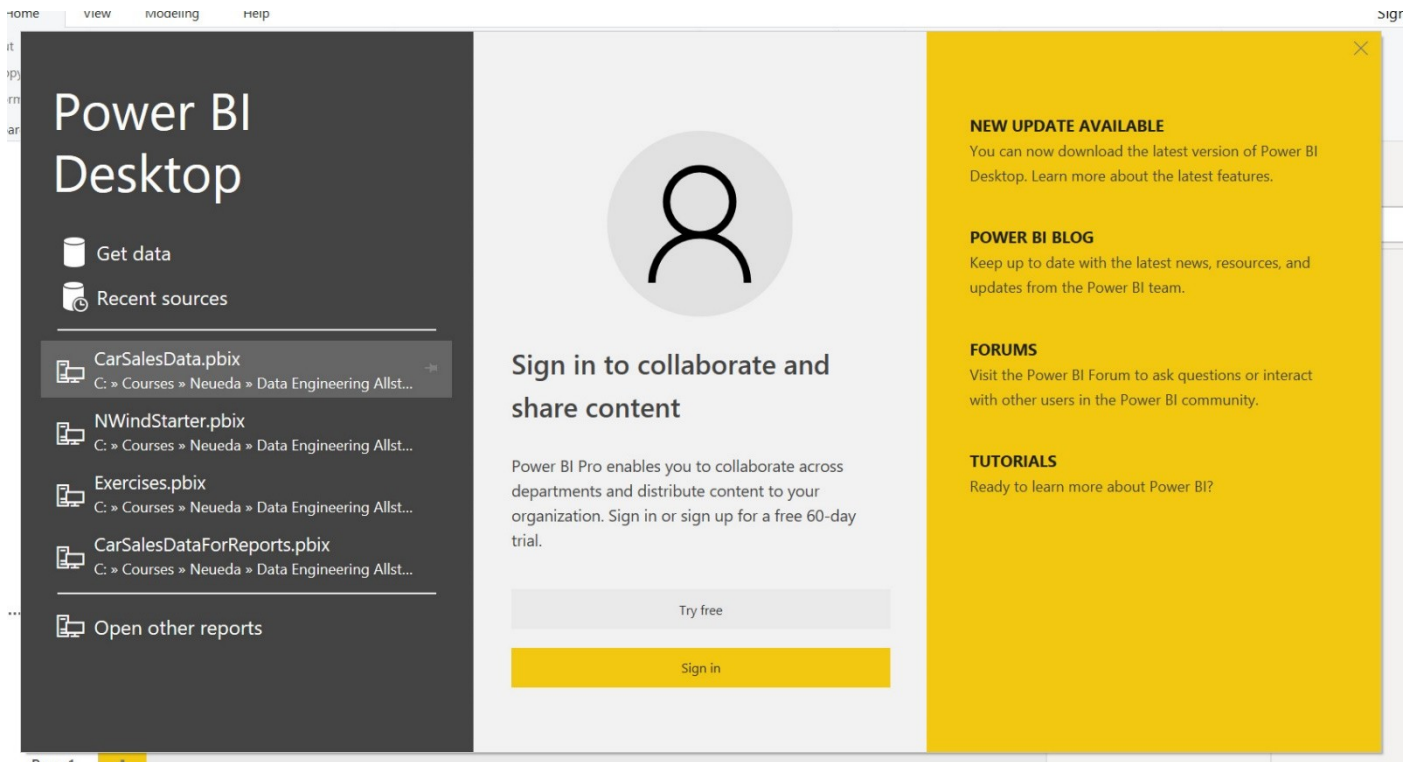 Home View Modeling Help
Sign
Power BI
Desktop
Get data
Recent sources
CarSalesData.pbix
C: » Courses » Neueda » Data Engineering Allst...
NWindStarter.pbix
C: » Courses » Neueda » Data Engineering Allst...
Exercises.pbix
C: » Courses » Neueda » Data Engineering Allst...
CarSalesDataForReports.pbix
C: » Courses » Neueda » Data Engineering Allst...
Open other reports
Sign in to collaborate and
share content
Power BI Pro enables you to collaborate across
departments and distribute content to your
organization. Sign in or sign up for a free 60-day
trial.
Try free
Sign in
NEW UPDATE AVAILABLE
You can now download the latest version of Power BI
Desktop. Learn more about the latest features.
POWER BI BLOG
Keep up to date with the latest news, resources, and
updates from the Power BI team.
FORUMS
Visit the Power BI Forum to ask questions or interact
with other users in the Power BI community.
TUTORIALS
Ready to learn more about Power BI?